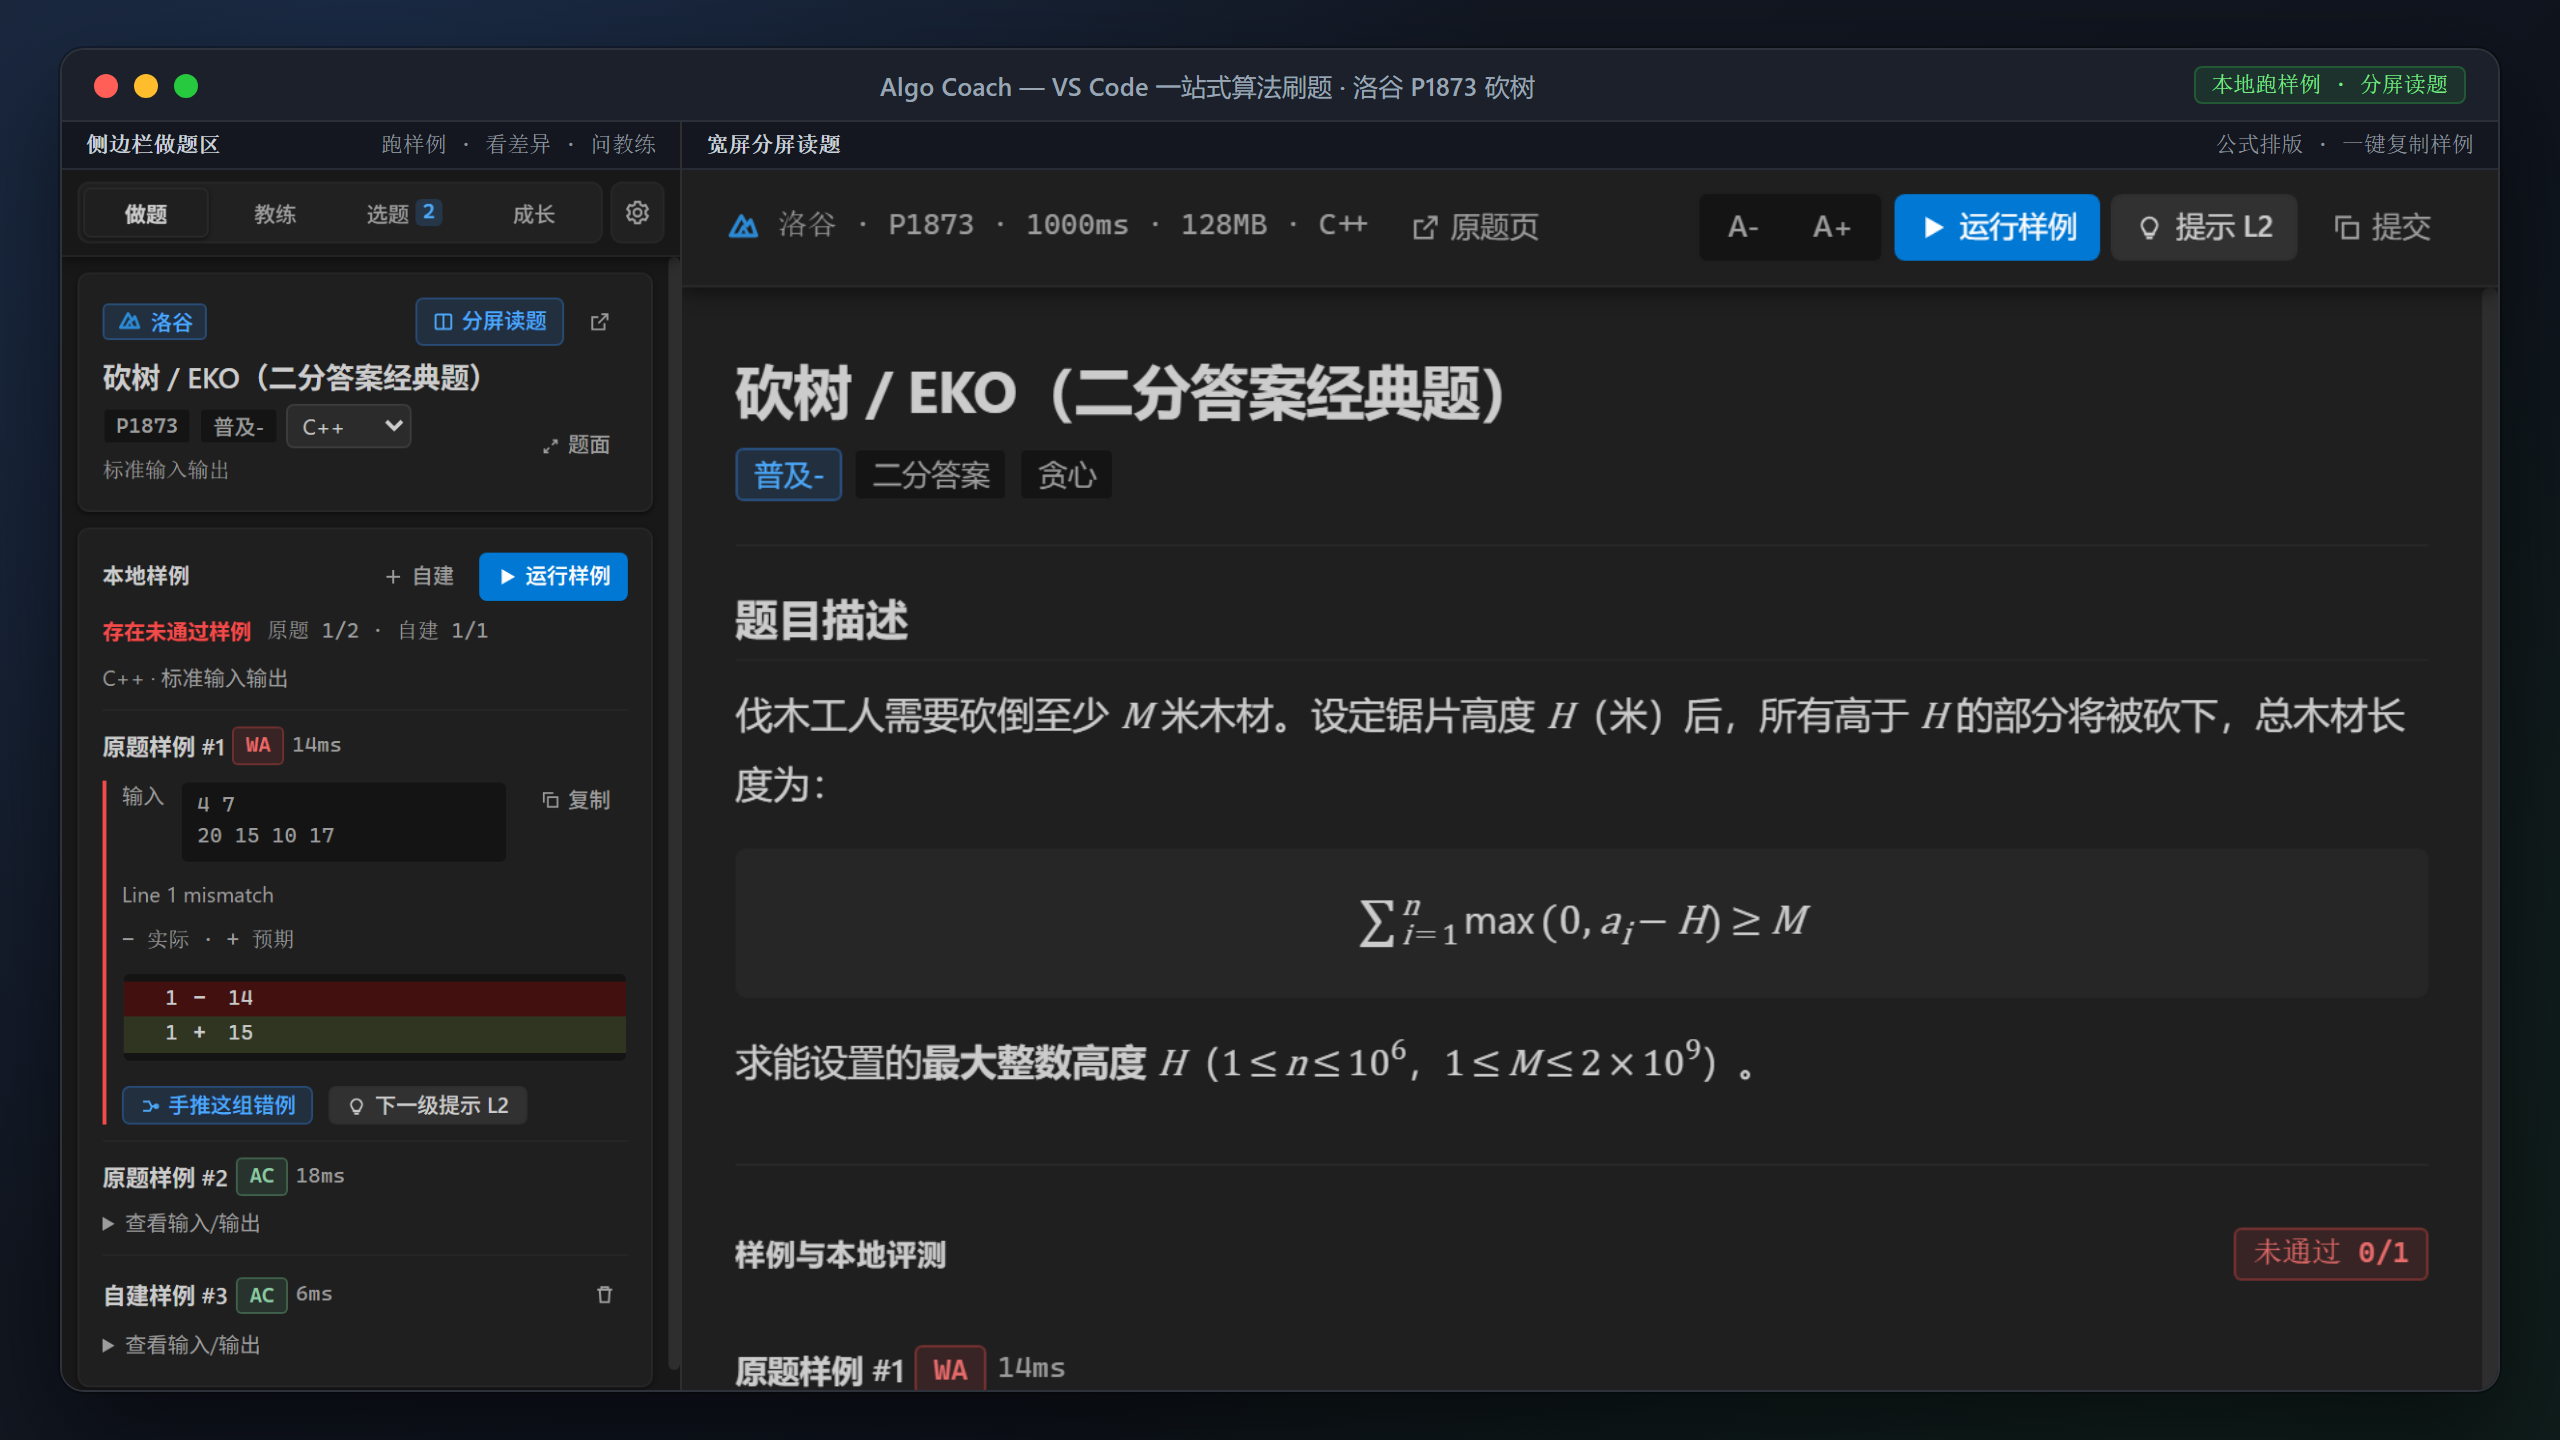 Algo Coach — VS Code 一站式算法刷题 · 洛谷 P1873 砍树
本地跑样例 · 分屏读题
侧边栏做题区
跑样例 · 看差异 · 问教练
做题 教练 选题 2 成长
洛谷
分屏读题
砍树 / EKO（二分答案经典题）
P1873 普及- C++
题面
标准输入输出
本地样例
+ 自建
运行样例
存在未通过样例 原题 1/2 · 自建 1/1
C++ · 标准输入输出
原题样例 #1 WA 14ms
输入
4 7
20 15 10 17
复制
Line 1 mismatch
− 实际 · + 预期
1 − 14
1 + 15
手推这组错例
下一级提示 L2
原题样例 #2 AC 18ms
查看输入/输出
自建样例 #3 AC 6ms
查看输入/输出
宽屏分屏读题
公式排版 · 一键复制样例
洛谷 · P1873 · 1000ms · 128MB · C++
原题页
A- A+
运行样例
提示 L2
提交
砍树 / EKO（二分答案经典题）
普及- 二分答案 贪心
题目描述
伐木工人需要砍倒至少 M 米木材。设定锯片高度 H（米）后，所有高于 H 的部分将被砍下，总木材长
度为：
∑ⁿᵢ₌₁ max (0, aᵢ − H) ≥ M
求能设置的最大整数高度 H（1 ≤ n ≤ 10⁶，1 ≤ M ≤ 2 × 10⁹）。
样例与本地评测
未通过 0/1
原题样例 #1 WA 14ms